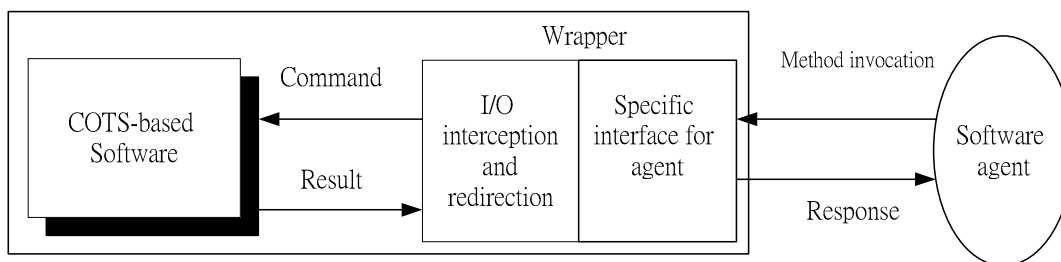 Wrapper
COTS-based
Software
Command
Result
I/O
interception
and
redirection
Specific
interface for
agent
Method invocation
Response
Software
agent